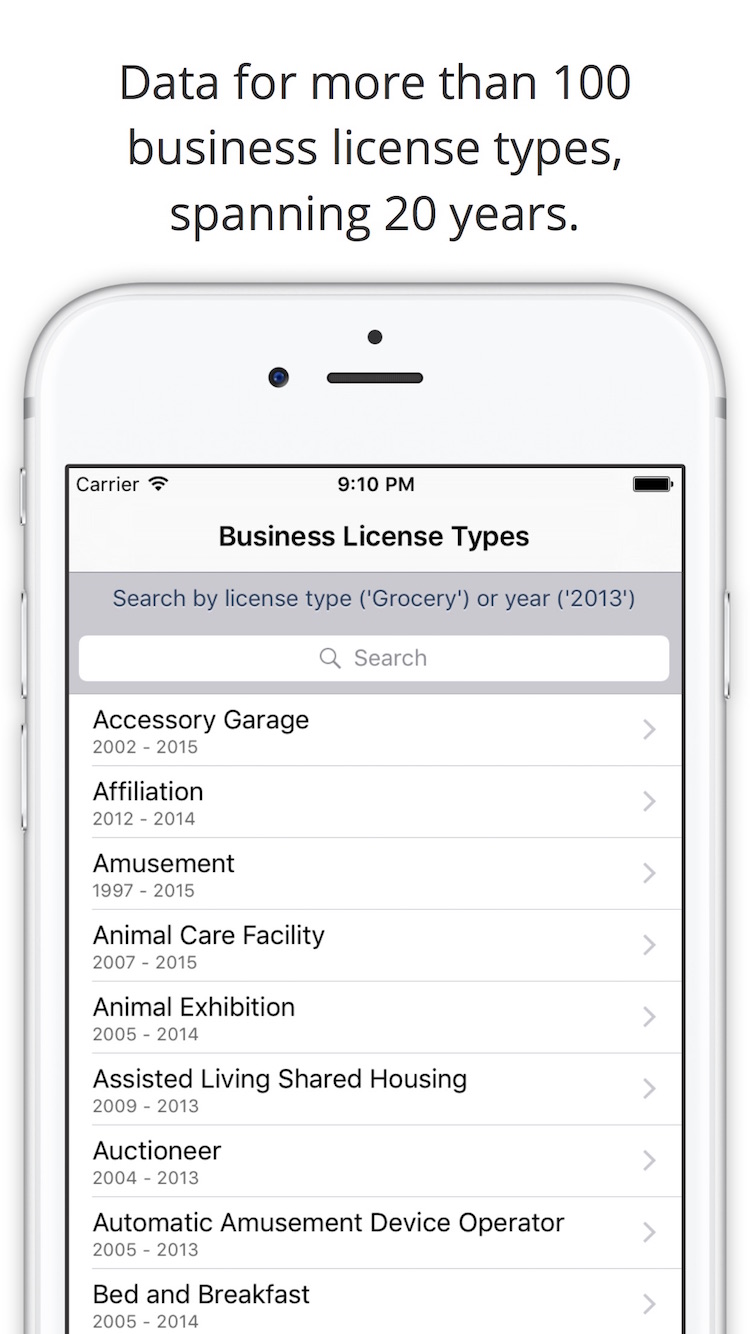 Data for more than 100
business license types,
spanning 20 years.
Carrier 9:10 PM
Business License Types
Search by license type ('Grocery') or year ('2013')
Search
Accessory Garage
2002 - 2015
Affiliation
2012 - 2014
Amusement
1997 - 2015
Animal Care Facility
2007 - 2015
Animal Exhibition
2005 - 2014
Assisted Living Shared Housing
2009 - 2013
Auctioneer
2004 - 2013
Automatic Amusement Device Operator
2005 - 2013
Bed and Breakfast
2005 - 2014